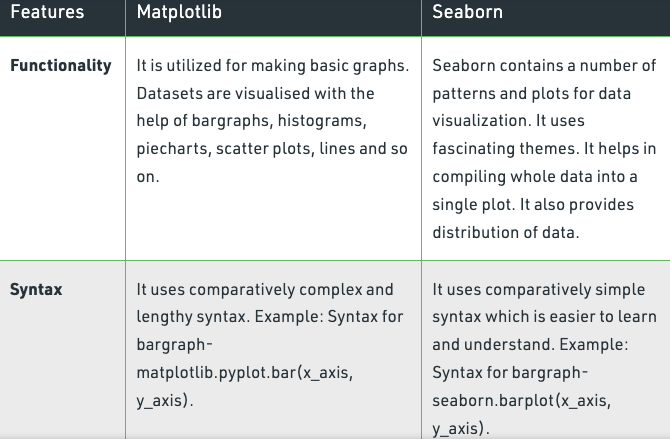 Features Matplotlib Seaborn
Functionality
It is utilized for making basic graphs.
Datasets are visualised with the
help of bargraphs, histograms,
piecharts, scatter plots, lines and so
on.
Seaborn contains a number of
patterns and plots for data
visualization. It uses
fascinating themes. It helps in
compiling whole data into a
single plot. It also provides
distribution of data.
Syntax
It uses comparatively complex and
lengthy syntax. Example: Syntax for
bargraph-
matplotlib.pyplot.bar(x_axis,
y_axis).
It uses comparatively simple
syntax which is easier to learn
and understand. Example:
Syntax for bargraph-
seaborn.barplot(x_axis,
y_axis).